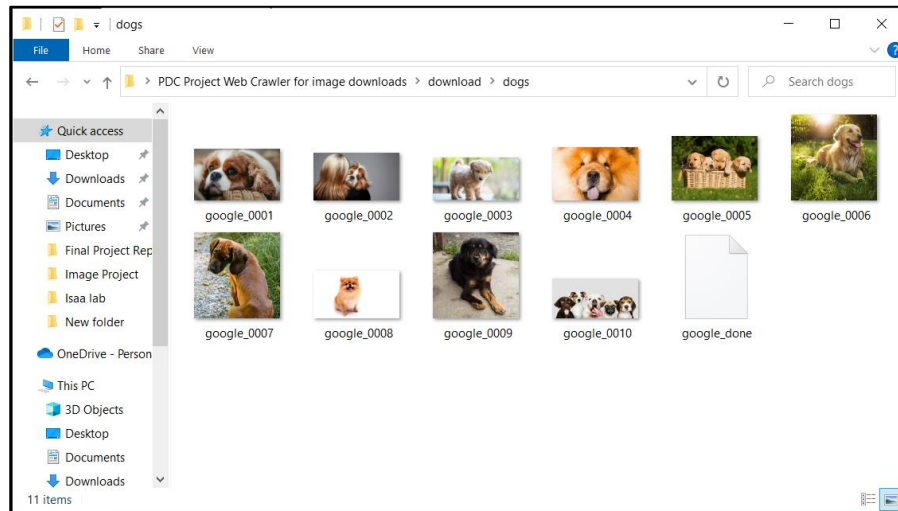 dogs
File Home Share View
PDC Project Web Crawler for image downloads > download > dogs
Search dogs
Quick access
Desktop
Downloads
Documents
Pictures
Final Project Rep
Image Project
Isaa lab
New folder
OneDrive - Person
This PC
3D Objects
Desktop
Documents
Downloads
google_0001 google_0002 google_0003 google_0004 google_0005 google_0006
google_0007 google_0008 google_0009 google_0010 google_done
11 items